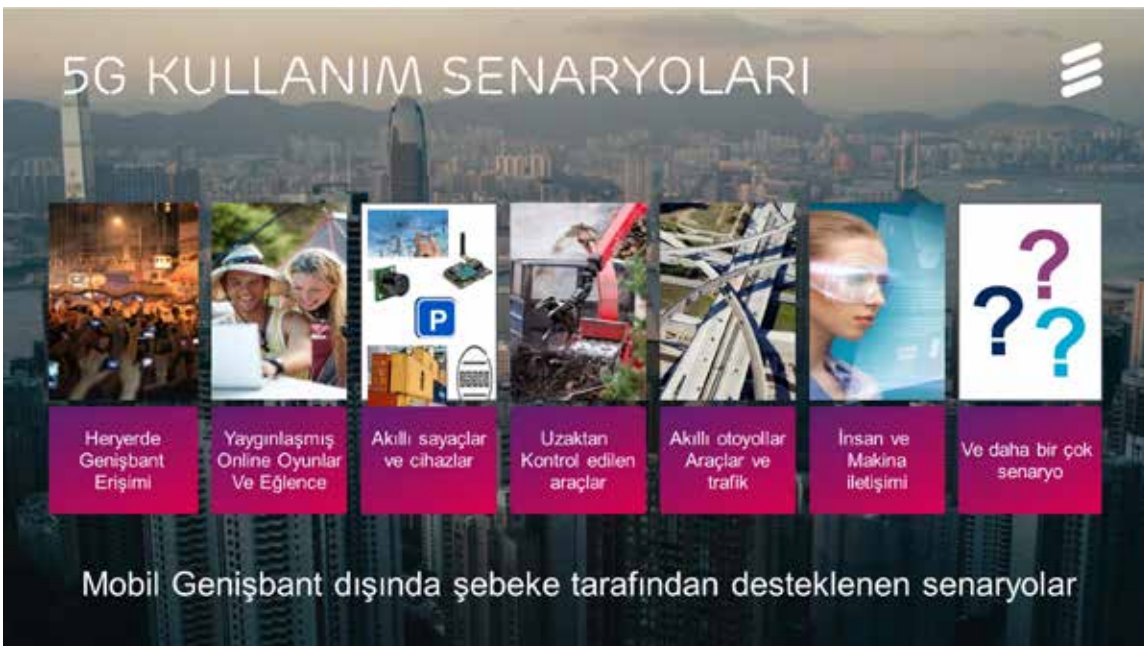 5G KULLANIM SENARYOLARI
P
? ? ?
Heryerde
Genişbant
Erişimi
Yaygınlaşmış
Online Oyunlar
Ve Eğlence
Akıllı sayaçlar
ve cihazlar
Uzaktan
Kontrol edilen
araçlar
Akıllı otoyollar
Araçlar ve
trafik
İnsan ve
Makina
iletişimi
Ve daha bir çok
senaryo
Mobil Genişbant dışında şebeke tarafından desteklenen senaryolar